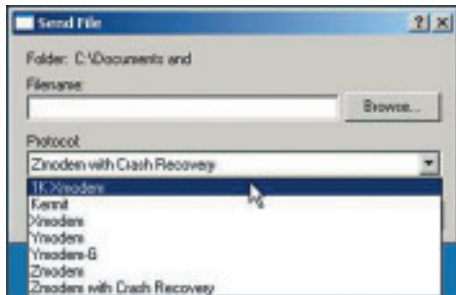 Send File
Folder: C:\Documents and
Filename:
Browse...
Protocol:
Zmodem with Crash Recovery
1K Xmodem
Kermit
Xmodem
Ymodem
Ymodem-G
Zmodem
Zmodem with Crash Recovery